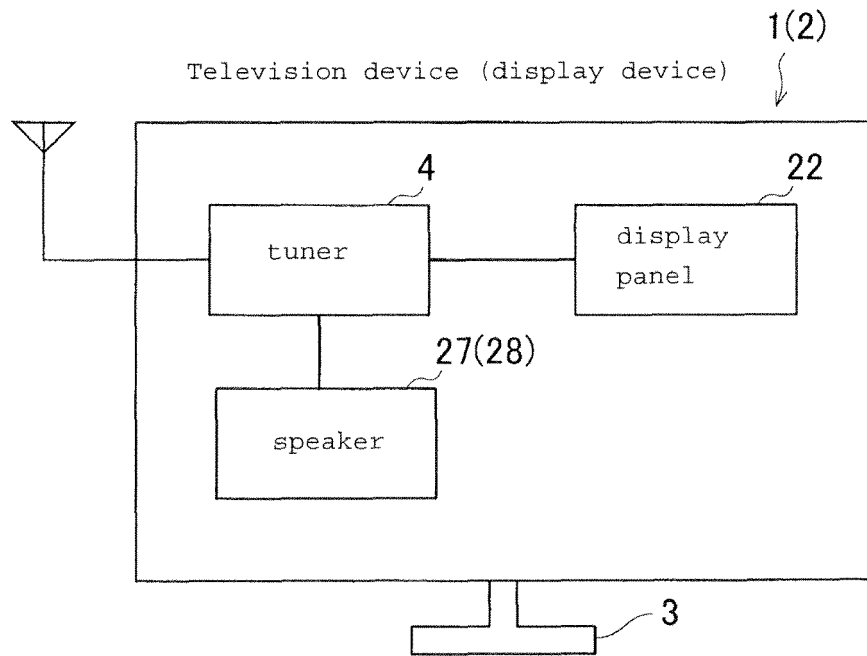 1(2)
Television device (display device)
4
22
tuner
display
panel
27(28)
speaker
3